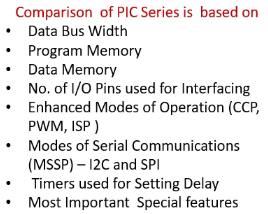 Comparison of PIC Series is based on
• Data Bus Width
• Program Memory
• Data Memory
• No. of I/O Pins used for Interfacing
• Enhanced Modes of Operation (CCP,
PWM, ISP )
• Modes of Serial Communications
(MSSP) – I2C and SPI
• Timers used for Setting Delay
• Most Important Special features